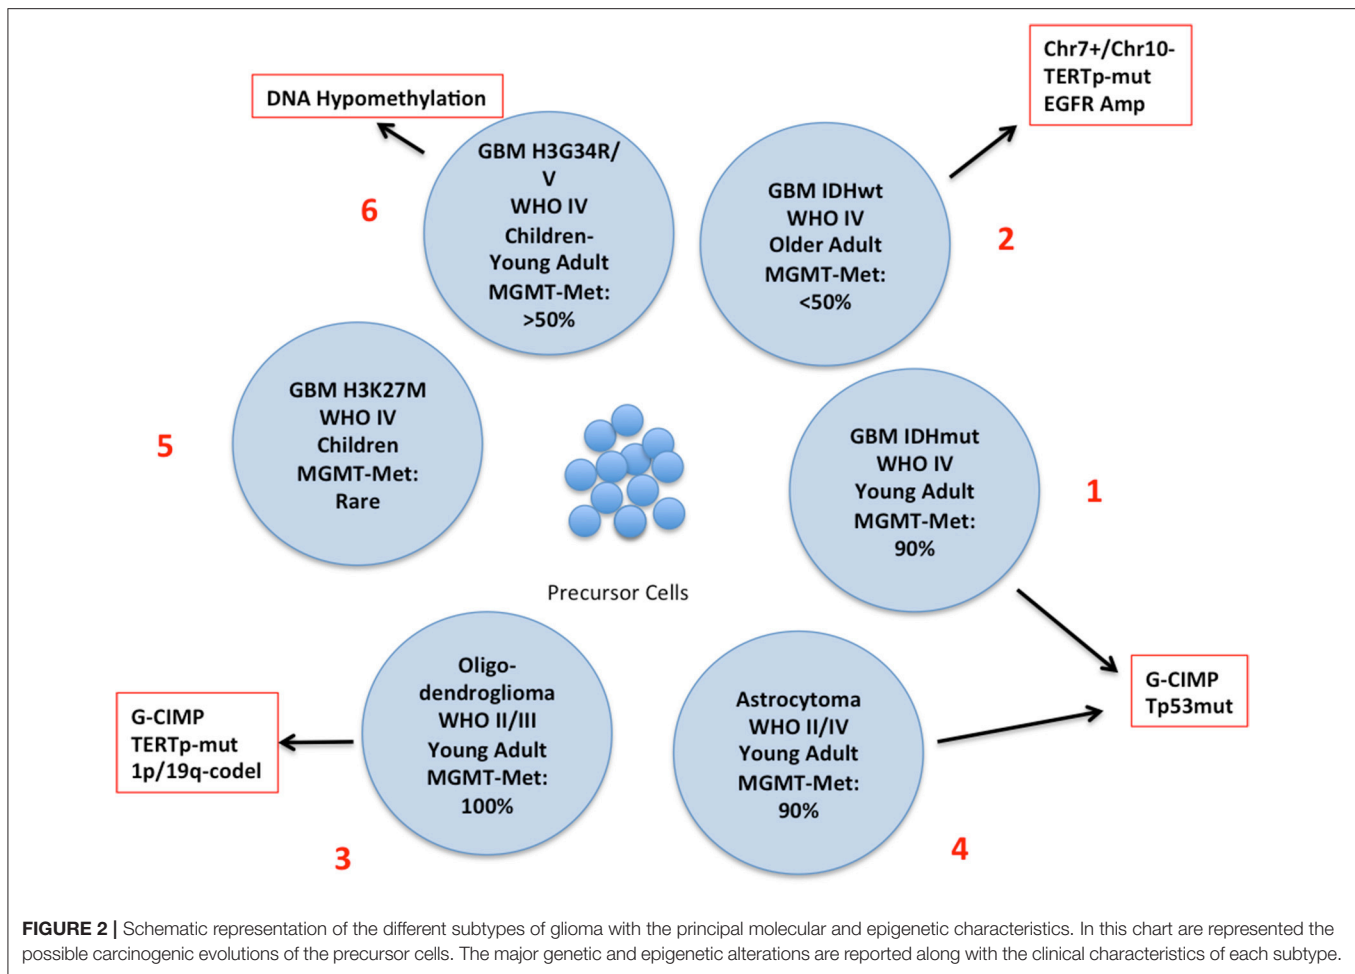 Chr7+/Chr10-
TERTp-mut
EGFR Amp
DNA Hypomethylation
GBM H3G34R/
V
WHO IV
Children-
Young Adult
MGMT-Met:
>50%
6
GBM IDHwt
WHO IV
Older Adult
MGMT-Met:
<50%
2
GBM H3K27M
WHO IV
Children
MGMT-Met:
Rare
5
GBM IDHmut
WHO IV
Young Adult
MGMT-Met:
90%
1
Precursor Cells
Oligo-
dendroglioma
WHO II/III
Young Adult
MGMT-Met:
100%
3
G-CIMP
TERTp-mut
1p/19q-codel
Astrocytoma
WHO II/IV
Young Adult
MGMT-Met:
90%
4
G-CIMP
Tp53mut
FIGURE 2 | Schematic representation of the different subtypes of glioma with the principal molecular and epigenetic characteristics. In this chart are represented the
possible carcinogenic evolutions of the precursor cells. The major genetic and epigenetic alterations are reported along with the clinical characteristics of each subtype.